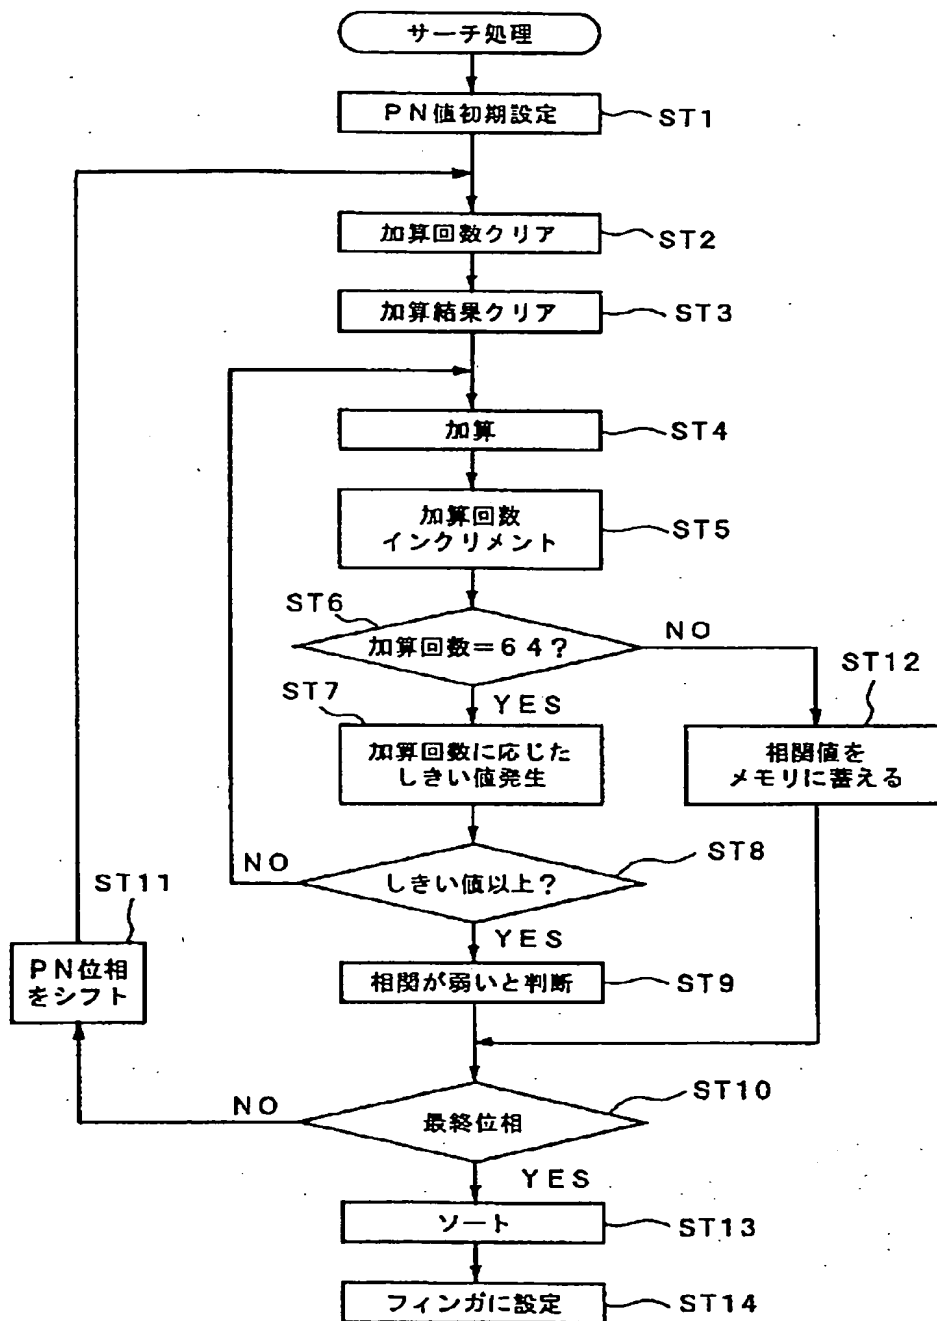 サーチ処理
PN値初期設定
ST1
加算回数クリア
ST2
加算結果クリア
ST3
加算
ST4
加算回数
インクリメント
ST5
ST6
加算回数=64?
NO
YES
ST7
加算回数に応じた
しきい値発生
ST12
相関値を
メモリに蓄える
ST8
しきい値以上?
NO
YES
ST11
PN位相
をシフト
相関が弱いと判断
ST9
ST10
最終位相
NO
YES
ソート
ST13
フィンガに設定
ST14